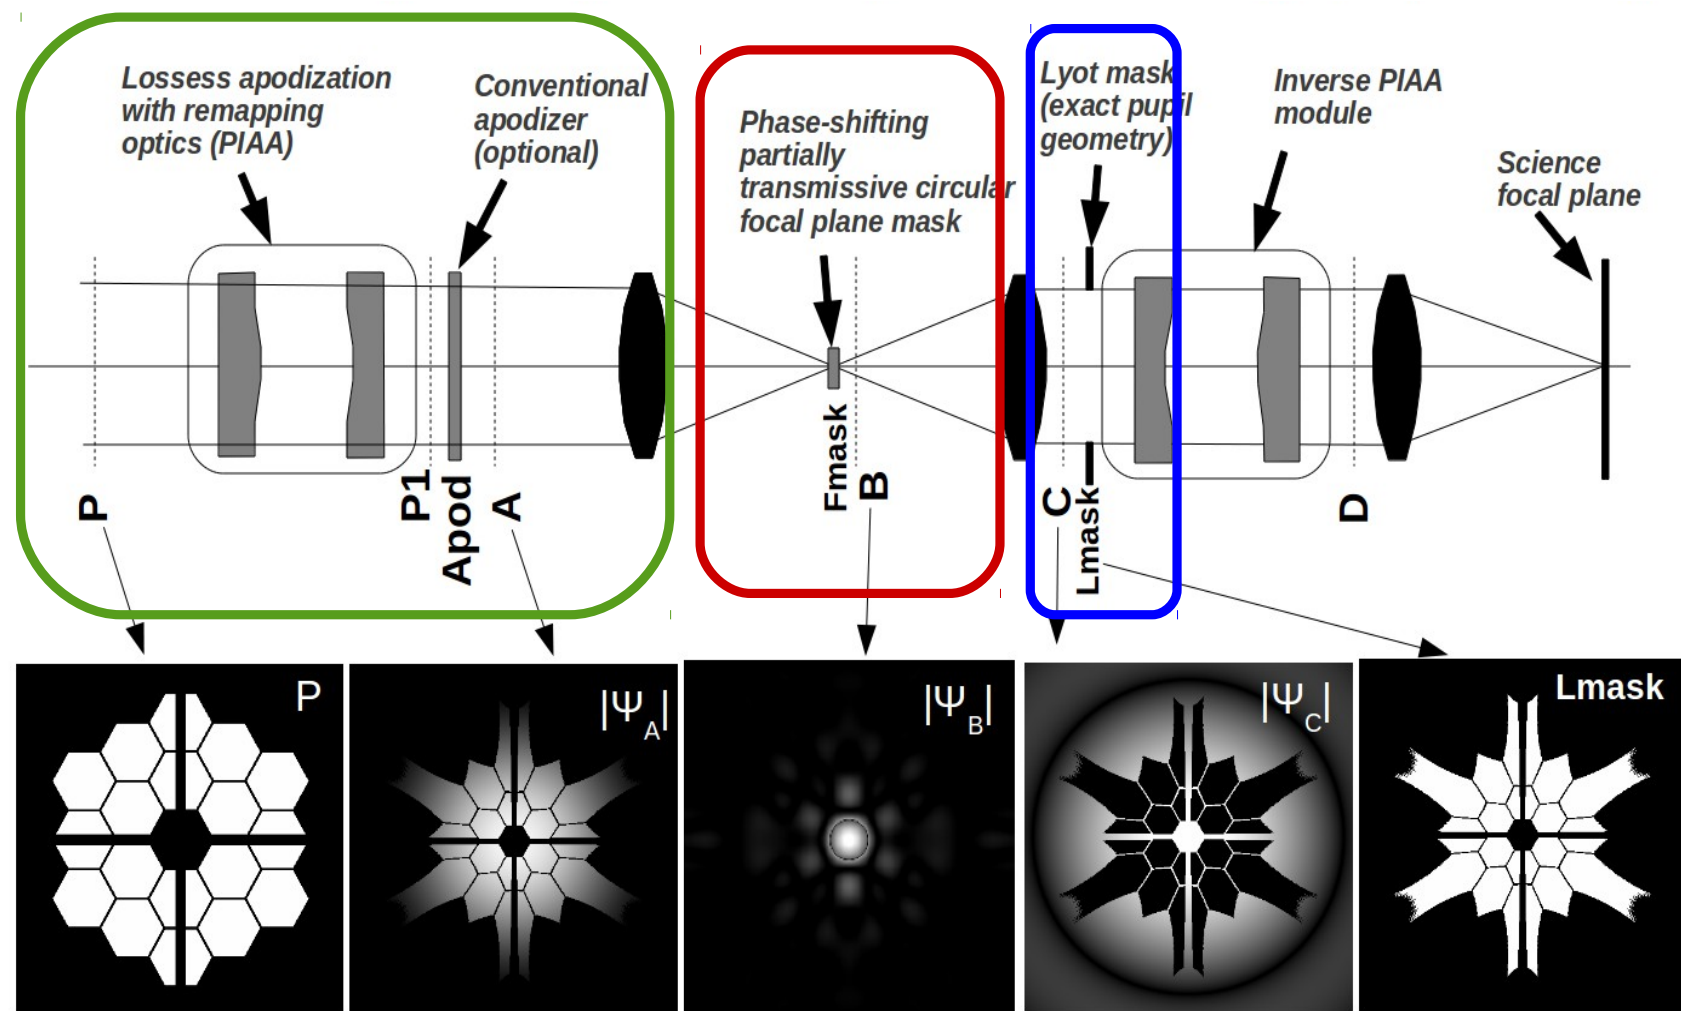 Lossess apodization
with remapping
optics (PIAA)
Conventional
apodizer
(optional)
Phase-shifting
partially
transmissive circular
focal plane mask
Lyot mask
(exact pupil
geometry)
Inverse PIAA
module
Science
focal plane
P
P1
Apod
A
Fmask
B
C
Lmask
D
P
|Ψ_A|
|Ψ_B|
|Ψ_C|
Lmask